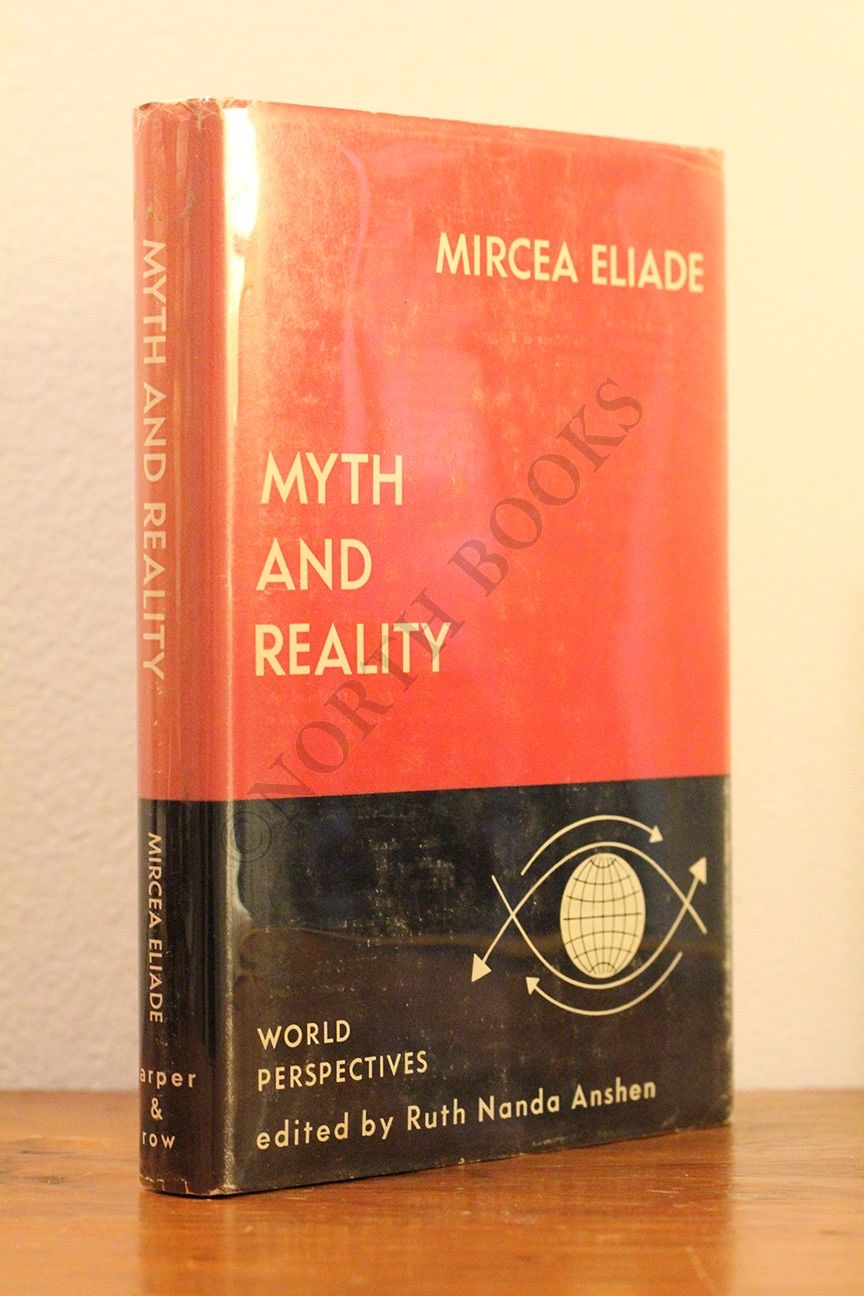 MIRCEA ELIADE
MYTH
AND
REALITY
WORLD
PERSPECTIVES
edited by Ruth Nanda Anshen
MYTH AND REALITY
MIRCEA ELIADE
arper
&
row
©NORTH BOOKS